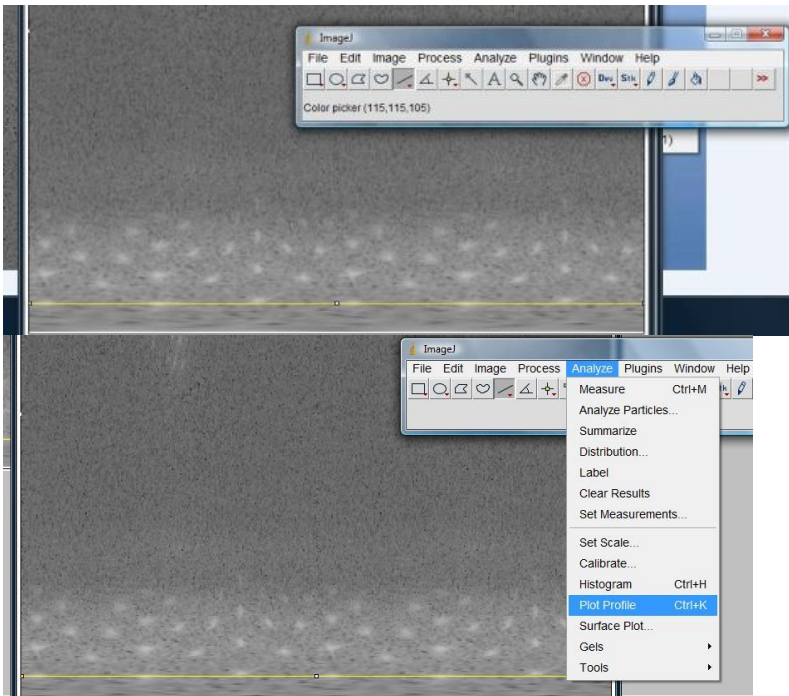 ImageJ
File Edit Image Process Analyze Plugins Window Help
A Dev Stk >>
Color picker (115,115,105)
1)
ImageJ
File Edit Image Process Analyze Plugins Window Help
Measure Ctrl+M
Analyze Particles...
Summarize
Distribution...
Label
Clear Results
Set Measurements...
Set Scale...
Calibrate...
Histogram Ctrl+H
Plot Profile Ctrl+K
Surface Plot...
Gels
Tools